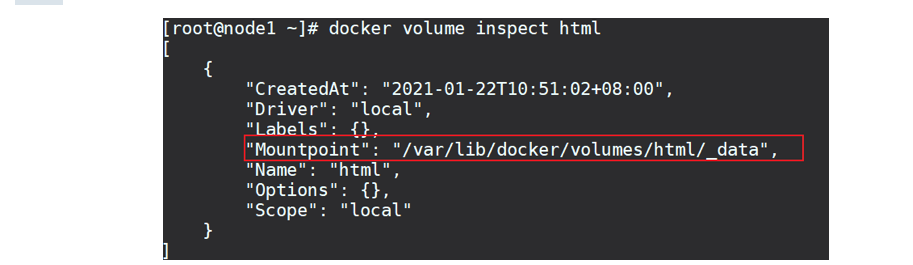 [root@node1 ~]# docker volume inspect html
[
    {
        "CreatedAt": "2021-01-22T10:51:02+08:00",
        "Driver": "local",
        "Labels": {},
        "Mountpoint": "/var/lib/docker/volumes/html/_data",
        "Name": "html",
        "Options": {},
        "Scope": "local"
    }
]